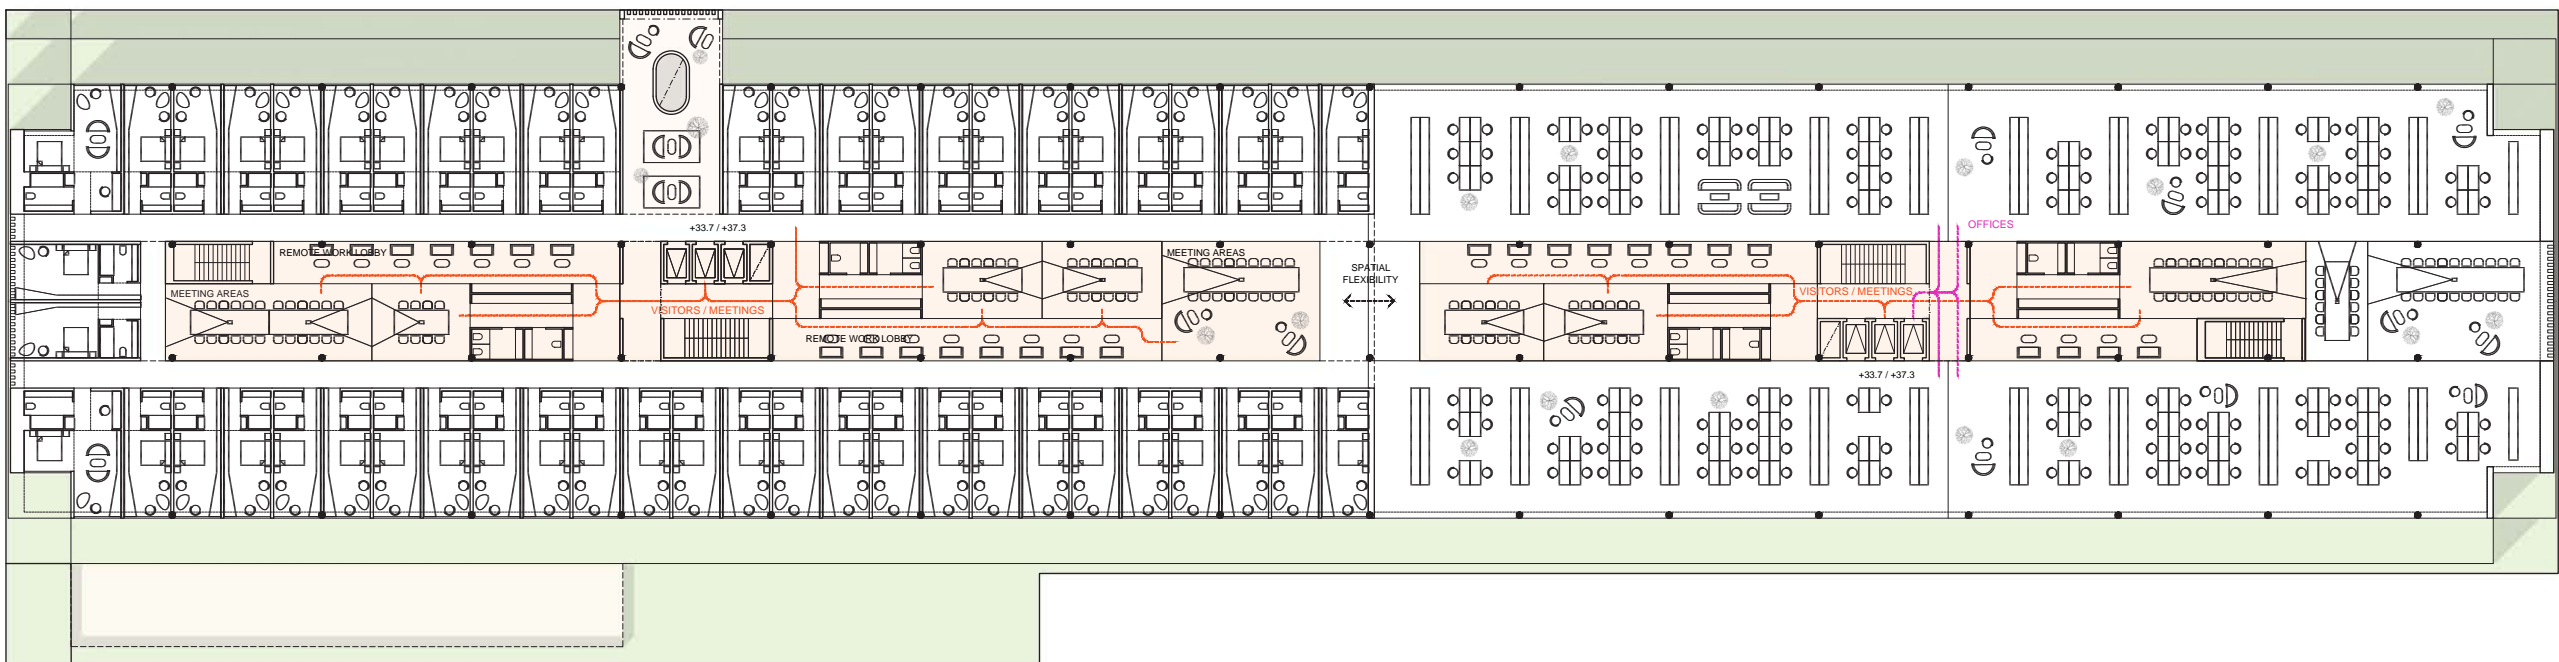 +33.7 / +37.3
OFFICES
REMOTE WORK LOBBY
MEETING AREAS
SPATIAL
FLEXIBILITY
MEETING AREAS
VISITORS / MEETINGS
VISITORS / MEETINGS
REMOTE WORK LOBBY
+33.7 / +37.3